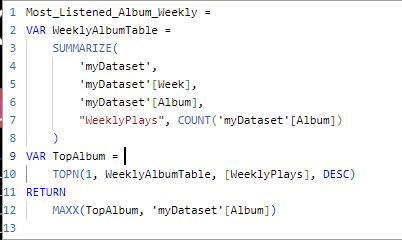 1 Most_Listened_Album_Weekly =
2 VAR WeeklyAlbumTable =
3 SUMMARIZE(
4 'myDataset',
5 'myDataset'[Week],
6 'myDataset'[Album],
7 "WeeklyPlays", COUNT('myDataset'[Album])
8 )
9 VAR TopAlbum =
10 TOPN(1, WeeklyAlbumTable, [WeeklyPlays], DESC)
11 RETURN
12 MAXX(TopAlbum, 'myDataset'[Album])
13